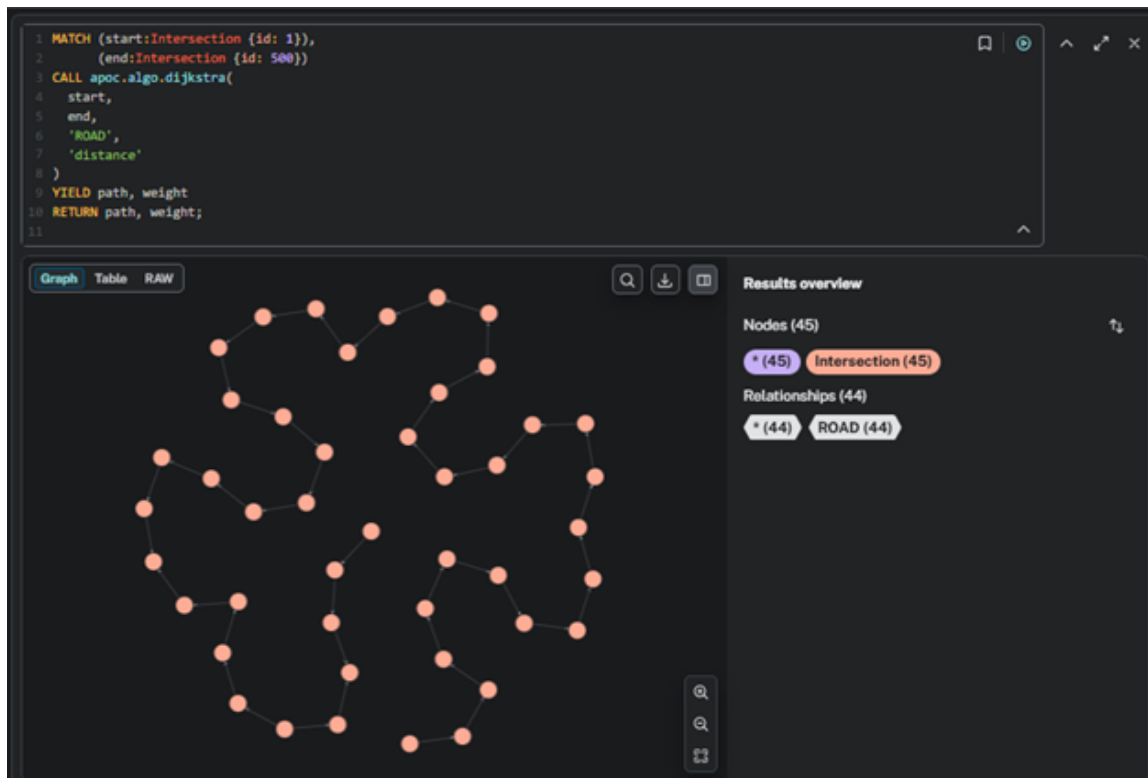 1 MATCH (start:Intersection {id: 1}),
2 (end:Intersection {id: 500})
3 CALL apoc.algo.dijkstra(
4 start,
5 end,
6 'ROAD',
7 'distance'
8 )
9 YIELD path, weight
10 RETURN path, weight;
11
Graph Table RAW
Results overview
Nodes (45)
* (45) Intersection (45)
Relationships (44)
* (44) ROAD (44)